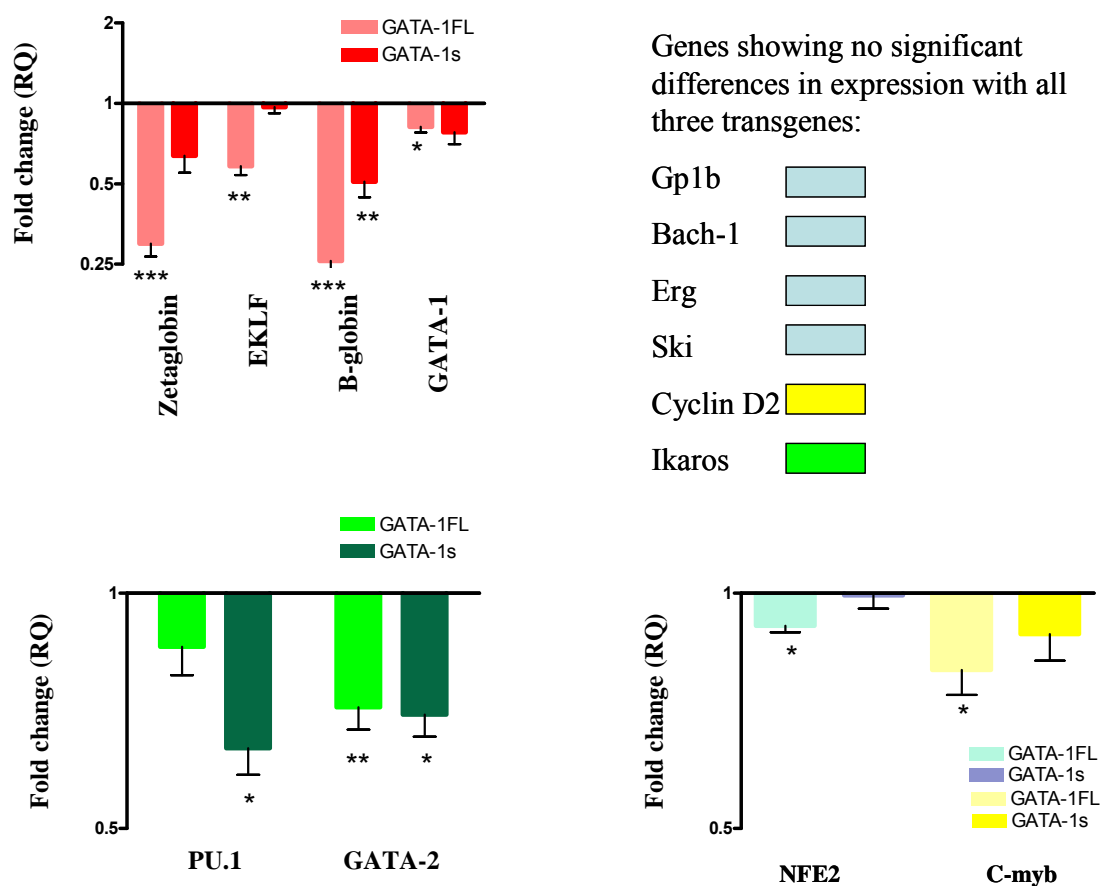 GATA-1FL
GATA-1s
Fold change (RQ)
2
1
0.5
0.25
***
**
***
**
*
Zetaglobin
EKLF
B-globin
GATA-1
Genes showing no significant
differences in expression with all
three transgenes:
Gp1b
Bach-1
Erg
Ski
Cyclin D2
Ikaros
GATA-1FL
GATA-1s
Fold change (RQ)
1
0.5
*
**
*
PU.1
GATA-2
Fold change (RQ)
1
0.5
*
*
GATA-1FL
GATA-1s
GATA-1FL
GATA-1s
NFE2
C-myb